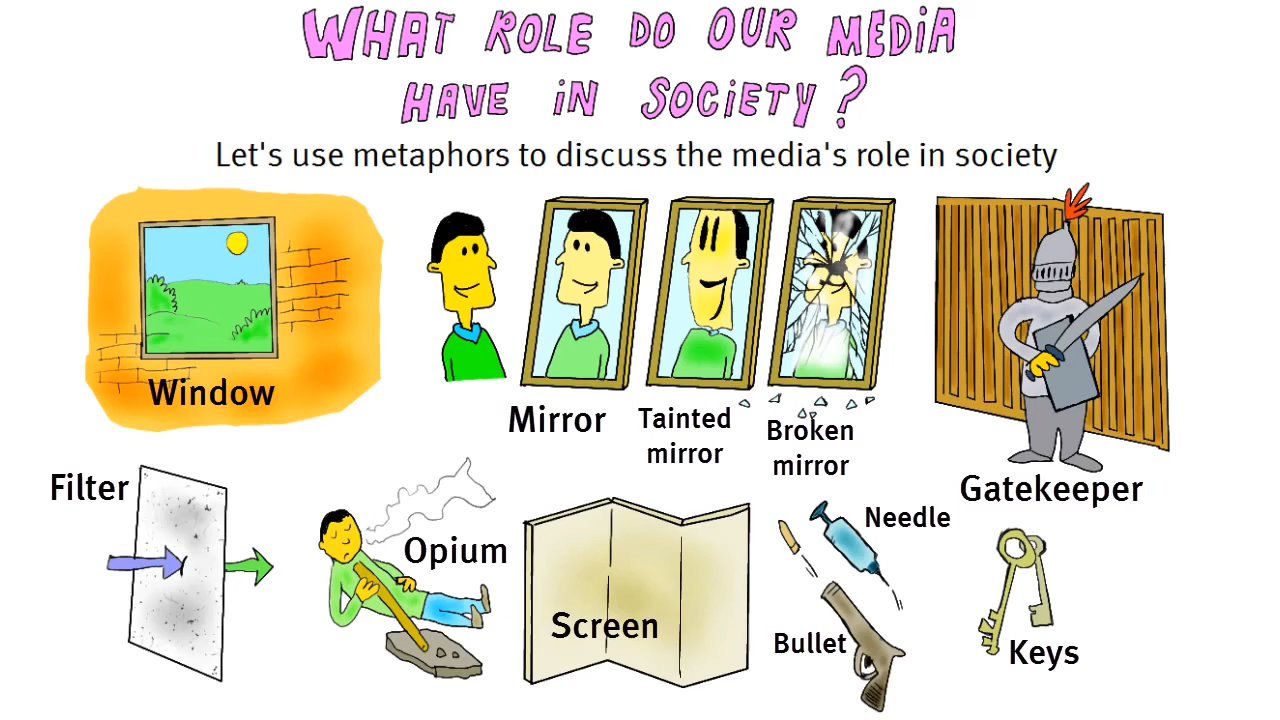 WHAT ROLE DO OUR MEDiA
HAVE iN SOCiETY?
Let's use metaphors to discuss the media's role in society
Window
Mirror
Tainted
mirror
Broken
mirror
Gatekeeper
Filter
Opium
Screen
Needle
Bullet
Keys